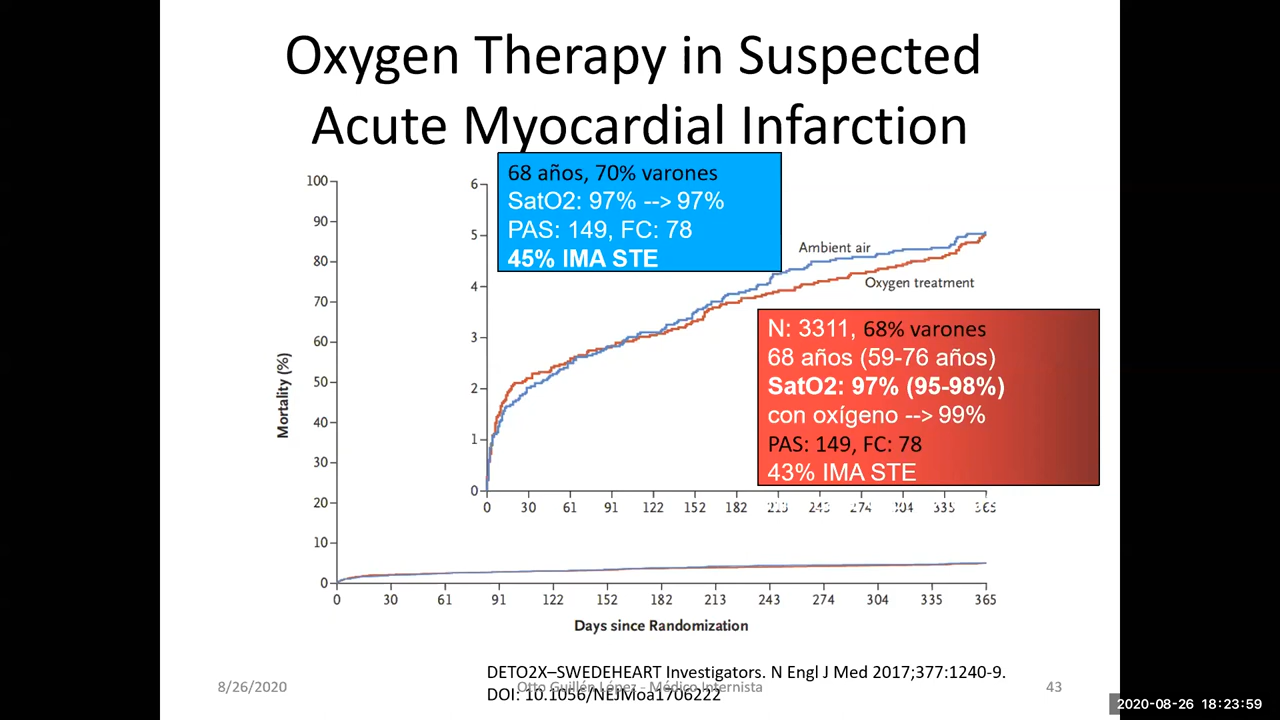 Oxygen Therapy in Suspected
Acute Myocardial Infarction
68 años, 70% varones
SatO2: 97% --> 97%
PAS: 149, FC: 78
45% IMA STE
Mortality (%)
100
90
80
70
60
50
40
30
20
10
0
6
5
4
3
2
1
0
Ambient air
Oxygen treatment
N: 3311, 68% varones
68 años (59-76 años)
SatO2: 97% (95-98%)
con oxígeno --> 99%
PAS: 149, FC: 78
43% IMA STE
0 30 61 91 122 152 182 213 243 274 304 335 365
0 30 61 91 122 152 182 213 243 274 304 335 365
Days since Randomization
DETO2X–SWEDEHEART Investigators. N Engl J Med 2017;377:1240-9.
DOI: 10.1056/NEJMoa1706222
8/26/2020
Otto Guillén López - Médico Internista
43
2020-08-26 18:23:59